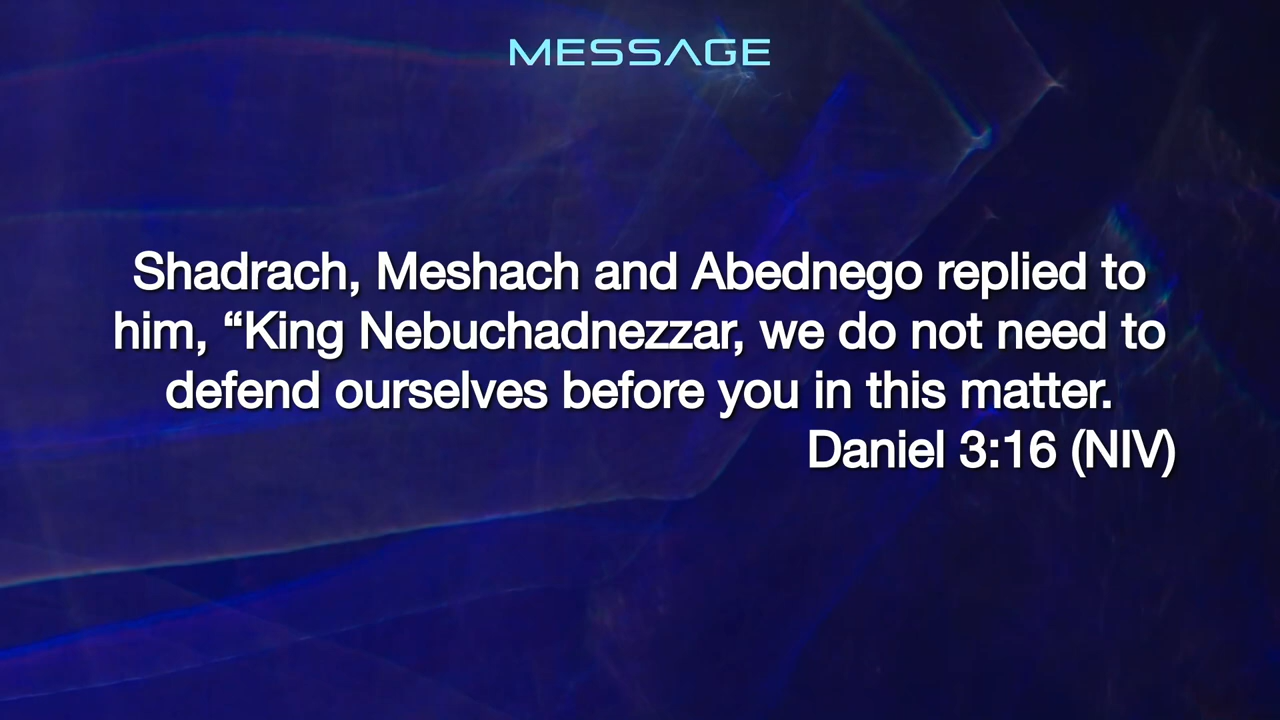 MESSAGE
Shadrach, Meshach and Abednego replied to
him, “King Nebuchadnezzar, we do not need to
defend ourselves before you in this matter.
Daniel 3:16 (NIV)